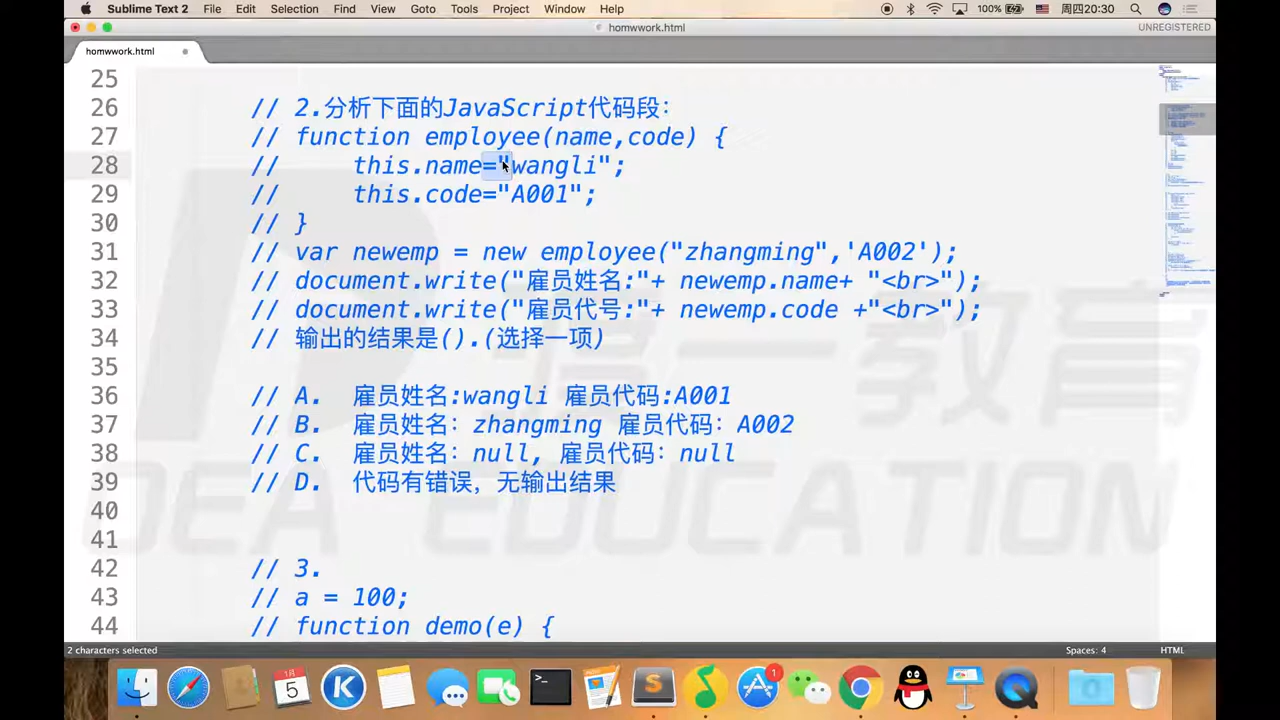 Sublime Text 2 File Edit Selection Find View Goto Tools Project Window Help 100% 周四20:30
homwwork.html UNREGISTERED
homwwork.html
25
26 // 2.分析下面的JavaScript代码段:
27 // function employee(name,code) {
28 // this.name="wangli";
29 // this.code="A001";
30 // }
31 // var newemp = new employee("zhangming",'A002');
32 // document.write("雇员姓名:"+ newemp.name+ "<br>");
33 // document.write("雇员代号:"+ newemp.code +"<br>");
34 // 输出的结果是().(选择一项)
35
36 // A. 雇员姓名:wangli 雇员代码:A001
37 // B. 雇员姓名：zhangming 雇员代码：A002
38 // C. 雇员姓名：null, 雇员代码：null
39 // D. 代码有错误，无输出结果
40
41
42 // 3.
43 // a = 100;
44 // function demo(e) {
2 characters selected Spaces: 4 HTML
1月
5
1
教育
DEA EDUCATION